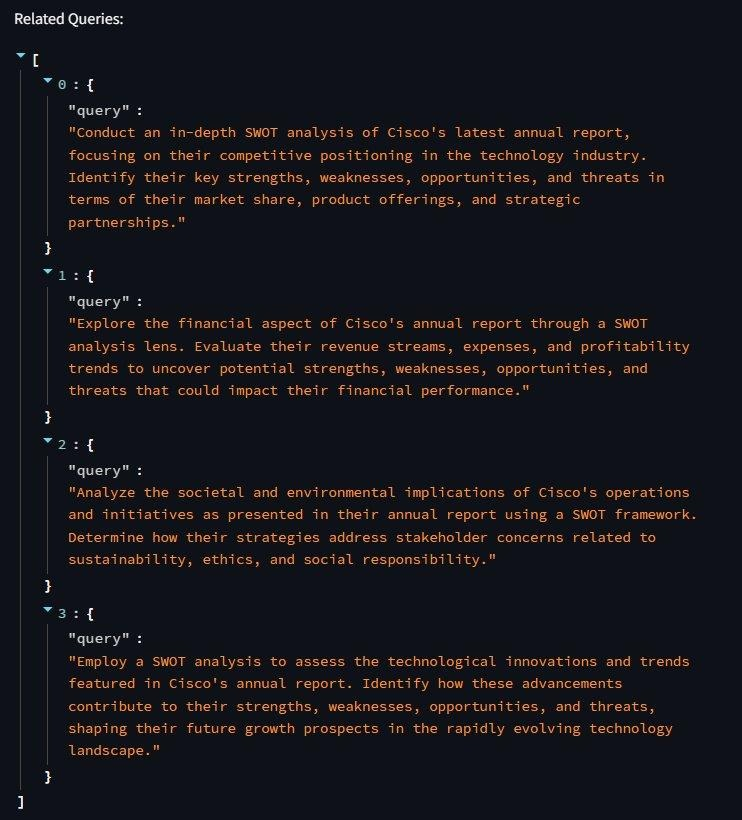 Related Queries:
[
0 : {
"query" :
"Conduct an in-depth SWOT analysis of Cisco's latest annual report,
focusing on their competitive positioning in the technology industry.
Identify their key strengths, weaknesses, opportunities, and threats in
terms of their market share, product offerings, and strategic
partnerships."
}
1 : {
"query" :
"Explore the financial aspect of Cisco's annual report through a SWOT
analysis lens. Evaluate their revenue streams, expenses, and profitability
trends to uncover potential strengths, weaknesses, opportunities, and
threats that could impact their financial performance."
}
2 : {
"query" :
"Analyze the societal and environmental implications of Cisco's operations
and initiatives as presented in their annual report using a SWOT framework.
Determine how their strategies address stakeholder concerns related to
sustainability, ethics, and social responsibility."
}
3 : {
"query" :
"Employ a SWOT analysis to assess the technological innovations and trends
featured in Cisco's annual report. Identify how these advancements
contribute to their strengths, weaknesses, opportunities, and threats,
shaping their future growth prospects in the rapidly evolving technology
landscape."
}
]